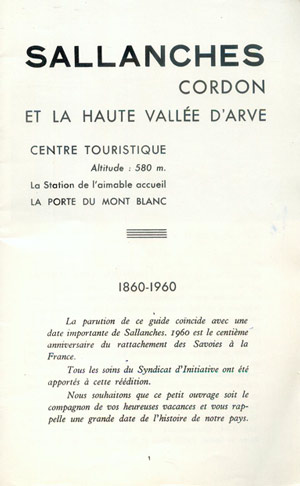 SALLANCHES
CORDON
ET LA HAUTE VALLÉE D'ARVE
CENTRE TOURISTIQUE
Altitude : 580 m.
La Station de l'aimable accueil
LA PORTE DU MONT BLANC
1860-1960
La parution de ce guide coïncide avec une
date importante de Sallanches. 1960 est le centième
anniversaire du rattachement des Savoies à la
France.
Tous les soins du Syndicat d'Initiative ont été
apportés à cette réédition.
Nous souhaitons que ce petit ouvrage soit le
compagnon de vos heureuses vacances et vous rap-
pelle une grande date de l'histoire de notre pays.
1